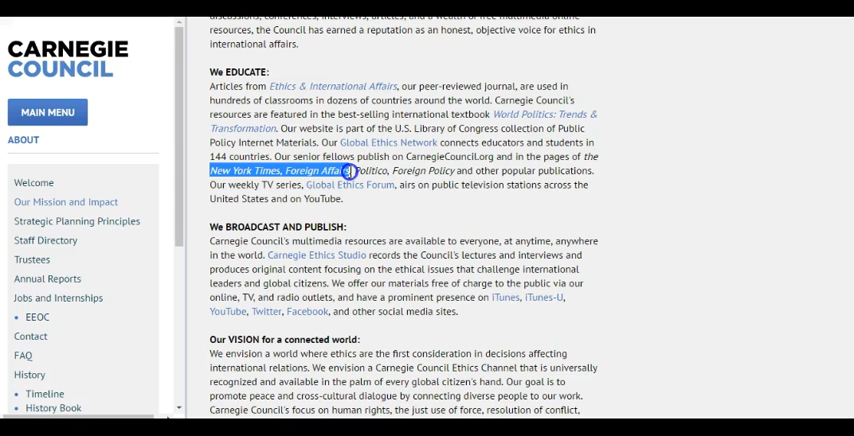 CARNEGIE
COUNCIL
MAIN MENU
ABOUT
Welcome
Our Mission and Impact
Strategic Planning Principles
Staff Directory
Trustees
Annual Reports
Jobs and Internships
• EEOC
Contact
FAQ
History
• Timeline
• History Book
discussions, conferences, interviews, articles, and a wealth of free multimedia online
resources, the Council has earned a reputation as an honest, objective voice for ethics in
international affairs.
We EDUCATE:
Articles from Ethics & International Affairs, our peer-reviewed journal, are used in
hundreds of classrooms in dozens of countries around the world. Carnegie Council's
resources are featured in the best-selling international textbook World Politics: Trends &
Transformation. Our website is part of the U.S. Library of Congress collection of Public
Policy Internet Materials. Our Global Ethics Network connects educators and students in
144 countries. Our senior fellows publish on CarnegieCouncil.org and in the pages of the
New York Times, Foreign Affairs, Politico, Foreign Policy and other popular publications.
Our weekly TV series, Global Ethics Forum, airs on public television stations across the
United States and on YouTube.
We BROADCAST AND PUBLISH:
Carnegie Council's multimedia resources are available to everyone, at anytime, anywhere
in the world. Carnegie Ethics Studio records the Council's lectures and interviews and
produces original content focusing on the ethical issues that challenge international
leaders and global citizens. We offer our materials free of charge to the public via our
online, TV, and radio outlets, and have a prominent presence on iTunes, iTunes-U,
YouTube, Twitter, Facebook, and other social media sites.
Our VISION for a connected world:
We envision a world where ethics are the first consideration in decisions affecting
international relations. We envision a Carnegie Council Ethics Channel that is universally
recognized and available in the palm of every global citizen's hand. Our goal is to
promote peace and cross-cultural dialogue by connecting diverse people to our work.
Carnegie Council's focus on human rights, the just use of force, resolution of conflict,